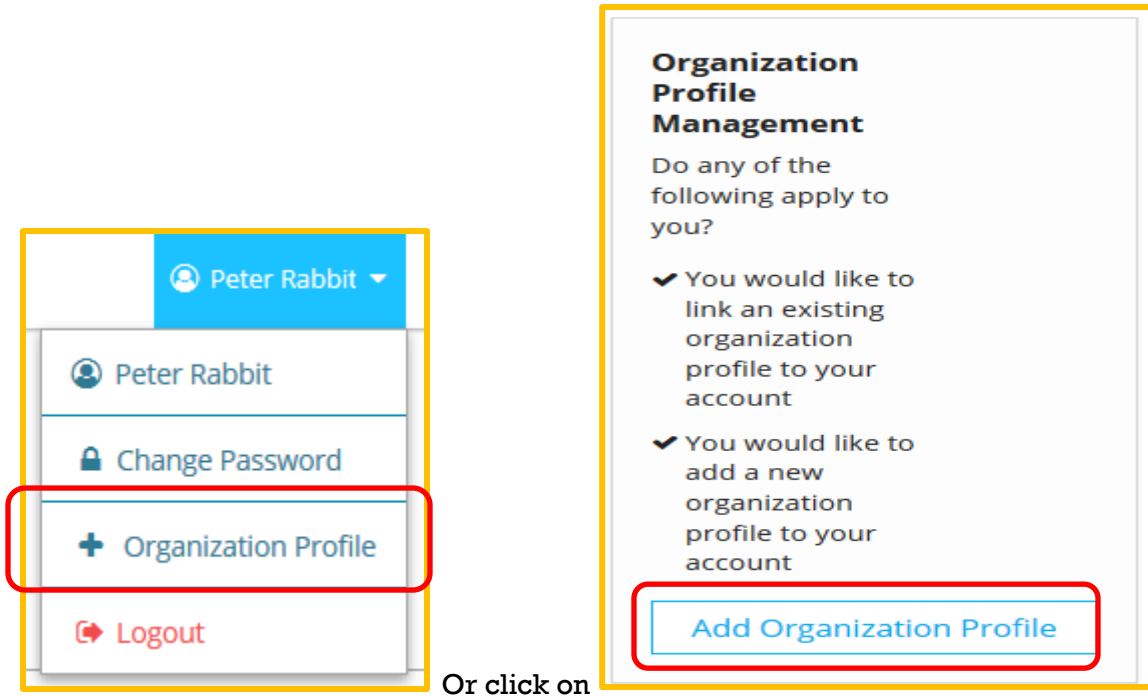 Peter Rabbit
Peter Rabbit
Change Password
Organization Profile
Logout
Or click on
Organization
Profile
Management
Do any of the
following apply to
you?
You would like to
link an existing
organization
profile to your
account
You would like to
add a new
organization
profile to your
account
Add Organization Profile